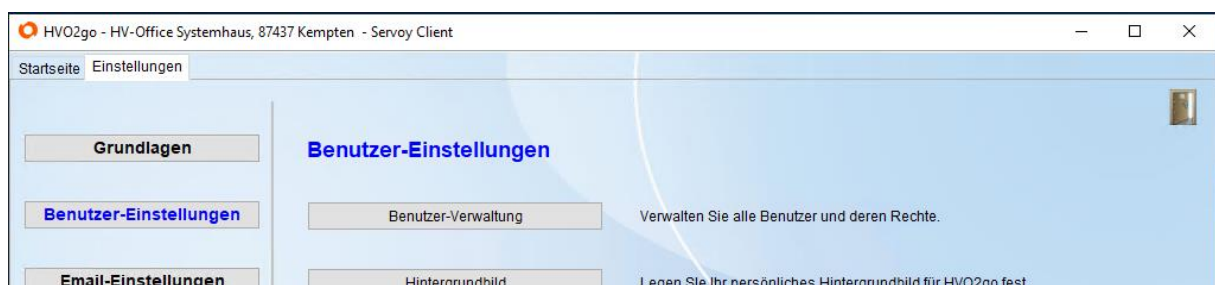 HVO2go - HV-Office Systemhaus, 87437 Kempten - Servoy Client
Startseite Einstellungen
Grundlagen
Benutzer-Einstellungen
Benutzer-Einstellungen
Benutzer-Verwaltung
Verwalten Sie alle Benutzer und deren Rechte.
Email-Einstellungen
Hintergrundbild
Legen SIe Ihr persönliches Hintergrundbild für HVO2go fest.